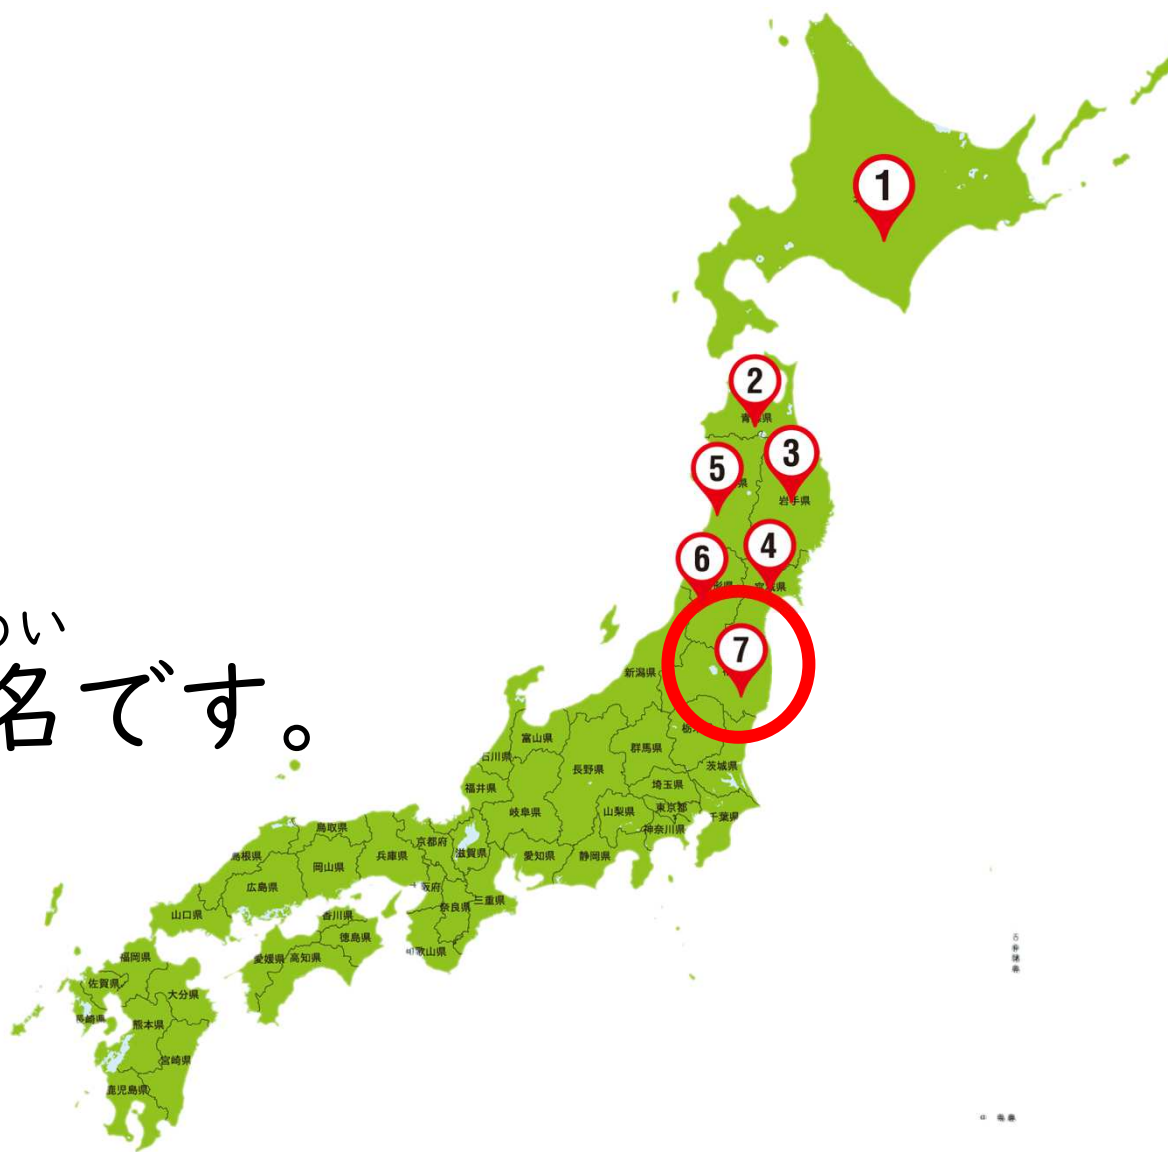 1
2
青 県
3
5
県
岩手県
4
6
形県
宮城県
のい
名です。
7
新潟県
栃木
富山県
群馬県
石川県
長野県
茨城県
福井県
埼玉県
岐阜県
山梨県
東京都
千葉県
神奈川県
鳥取県
京都府
島根県
兵庫県
滋賀県
愛知県
静岡県
岡山県
広島県
阪府
奈良県
三重県
山口県
香川県
徳島県
歌山県
福岡県
愛媛県
高知県
佐賀県
大分県
長崎県
熊本県
宮崎県
鹿児島県